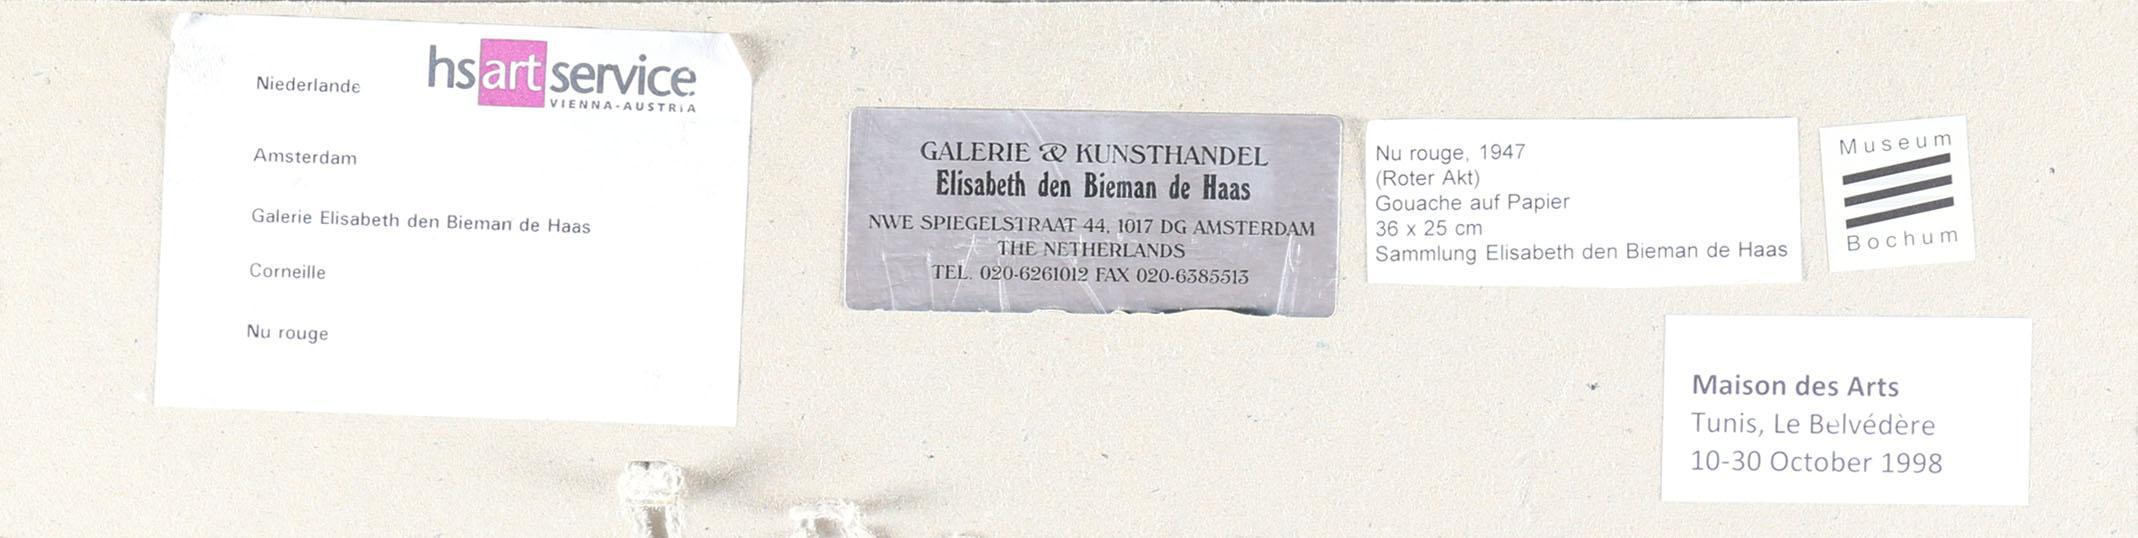 hs art service
VIENNA-AUSTRIA
Niederlande
Amsterdam
Galerie Elisabeth den Bieman de Haas
Corneille
Nu rouge
GALERIE & KUNSTHANDEL
Elisabeth den Bieman de Haas
NWE SPIEGELSTRAAT 44, 1017 DG AMSTERDAM
THE NETHERLANDS
TEL. 020-6261012 FAX 020-6385513
Nu rouge, 1947
(Roter Akt)
Gouache auf Papier
36 x 25 cm
Sammlung Elisabeth den Bieman de Haas
Museum
Bochum
Maison des Arts
Tunis, Le Belvédère
10-30 October 1998